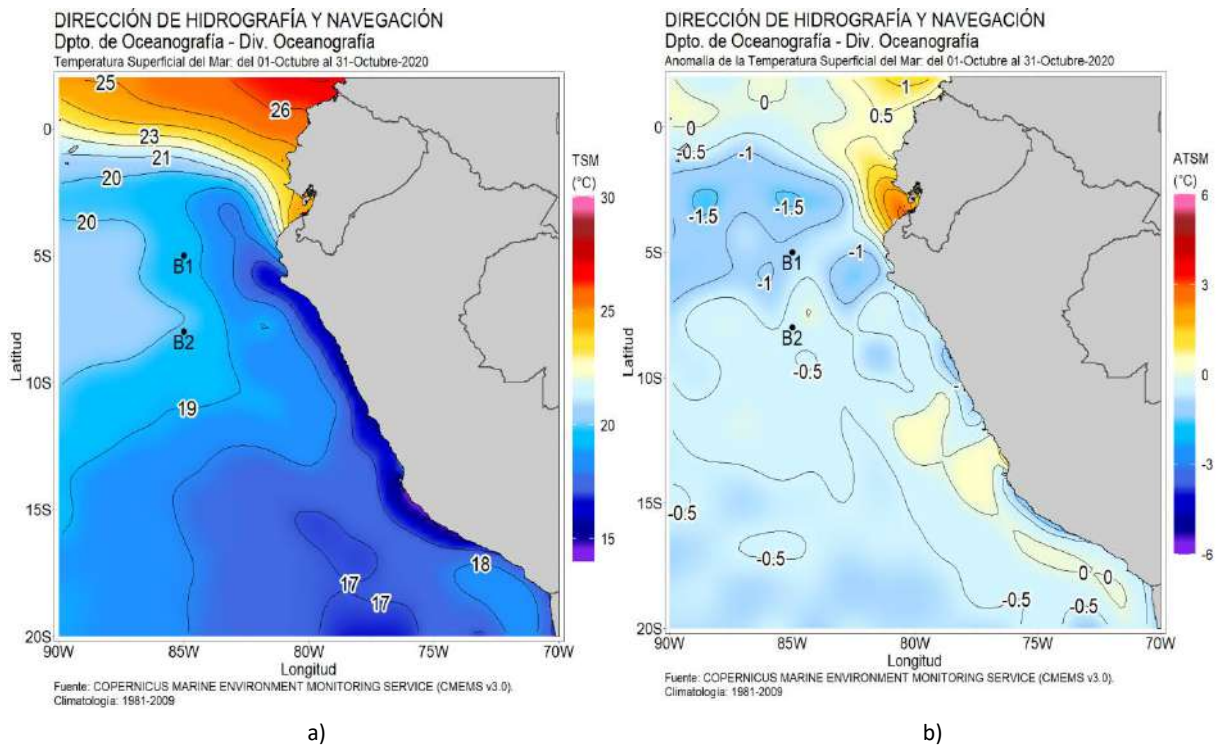 DIRECCIÓN DE HIDROGRAFÍA Y NAVEGACIÓN
Dpto. de Oceanografía - Div. Oceanografía
Temperatura Superficial del Mar: del 01-Octubre al 31-Octubre-2020
25
26
23
21
20
20
B1
B2
19
18
17
17
0
5S
10S
15S
20S
Latitud
90W 85W 80W 75W 70W
Longitud
TSM
(°C)
30
25
20
15
Fuente: COPERNICUS MARINE ENVIRONMENT MONITORING SERVICE (CMEMS v3.0).
Climatología: 1981-2009
a)
DIRECCIÓN DE HIDROGRAFÍA Y NAVEGACIÓN
Dpto. de Oceanografía - Div. Oceanografía
Anomalía de la Temperatura Superficial del Mar: del 01-Octubre al 31-Octubre-2020
0
1
0.5
0
-0.5
-1
-1.5
-1.5
B1
-1
-1
B2
-0.5
-0.5
-0.5
0
0
-0.5
-0.5
0
5S
10S
15S
20S
Latitud
90W 85W 80W 75W 70W
Longitud
ATSM
(°C)
6
3
0
-3
-6
Fuente: COPERNICUS MARINE ENVIRONMENT MONITORING SERVICE (CMEMS v3.0).
Climatología: 1981-2009
b)